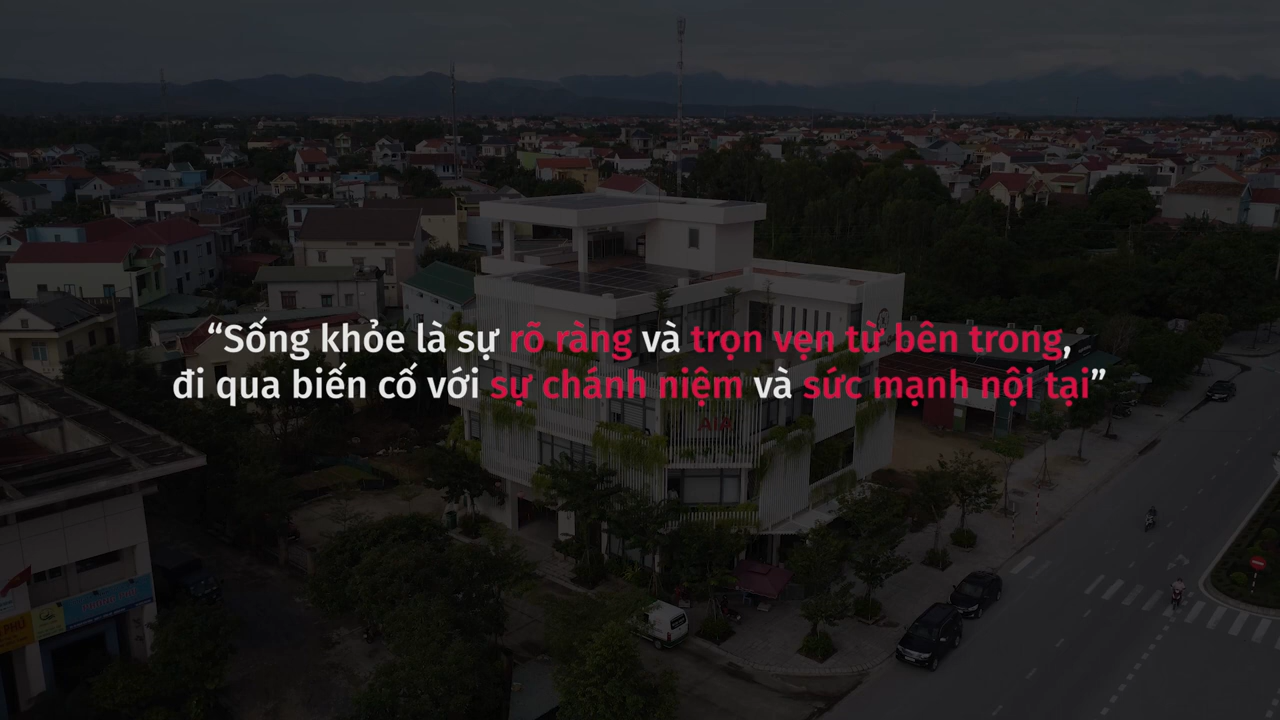 “Sống khỏe là sự rõ ràng và trọn vẹn từ bên trong,
đi qua biến cố với sự chánh niệm và sức mạnh nội tại”
AIA